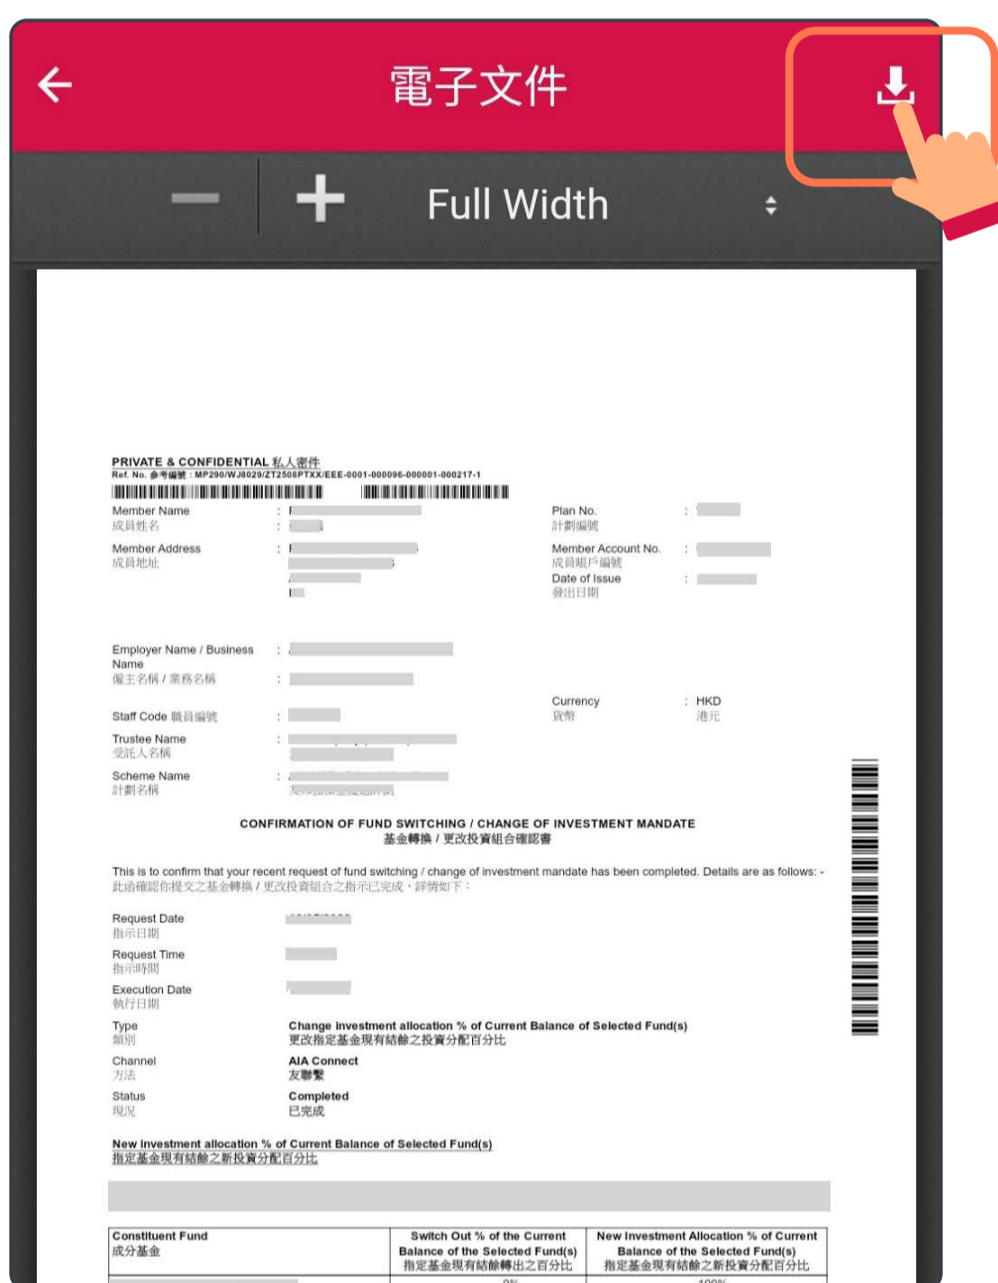 電子文件
Full Width
PRIVATE & CONFIDENTIAL 私人密件
Ref. No. 參考編號 : MP290/WJ8029/ZT2508PTXX/EEE-0001-000096-000001-000217-1
Member Name :
成員姓名 :
Plan No. :
計劃編號
Member Address :
成員地址
Member Account No. :
成員賬戶編號
Date of Issue :
發出日期
Employer Name / Business :
Name
僱主名稱 / 業務名稱 :
Currency : HKD
貨幣 港元
Staff Code 職員編號 :
Trustee Name :
受託人名稱
Scheme Name :
計劃名稱
CONFIRMATION OF FUND SWITCHING / CHANGE OF INVESTMENT MANDATE
基金轉換 / 更改投資組合確認書
This is to confirm that your recent request of fund switching / change of investment mandate has been completed. Details are as follows: -
此函確認你提交之基金轉換 / 更改投資組合之指示已完成，詳情如下：
Request Date
指示日期
Request Time
指示時間
Execution Date
執行日期
Type Change investment allocation % of Current Balance of Selected Fund(s)
類別 更改指定基金現有結餘之投資分配百分比
Channel AIA Connect
方法 友聯繫
Status Completed
現況 已完成
New investment allocation % of Current Balance of Selected Fund(s)
指定基金現有結餘之新投資分配百分比
Constituent Fund
成分基金
Switch Out % of the Current
Balance of the Selected Fund(s)
指定基金現有結餘轉出之百分比
New Investment Allocation % of Current
Balance of the Selected Fund(s)
指定基金現有結餘之新投資分配百分比